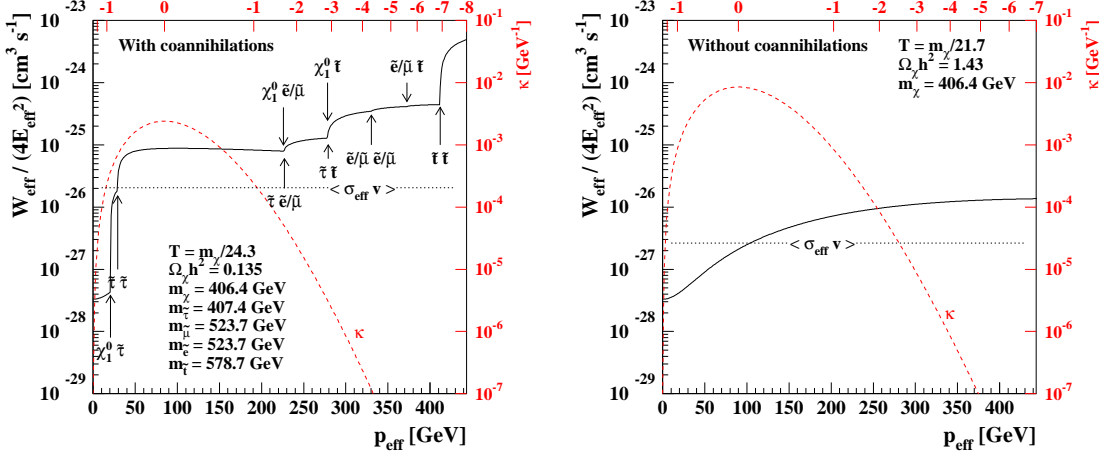 -1 0 -1 -2 -3 -4 -5 -6 -7 -8
10 -23
10 -24
10 -25
10 -26
10 -27
10 -28
10 -29
W_eff / (4E_eff^2) [cm^3 s^-1]
With coannihilations
χ_1^0 ẽ/μ̃
χ_1^0 t̃
ẽ/μ̃ t̃
τ̃ ẽ/μ̃
τ̃ t̃
ẽ/μ̃ ẽ/μ̃
t̃ t̃
< σ_eff v >
τ̃ τ̃
χ_1^0 τ̃
T = m_χ/24.3
Ω_χ h^2 = 0.135
m_χ = 406.4 GeV
m_τ̃ = 407.4 GeV
m_μ̃ = 523.7 GeV
m_ẽ = 523.7 GeV
m_t̃ = 578.7 GeV
κ
10^-1
10^-2
10^-3
10^-4
10^-5
10^-6
10^-7
κ [GeV^-1]
0 50 100 150 200 250 300 350 400
p_eff [GeV]
-1 0 -1 -2 -3 -4 -5 -6 -7
10 -23
10 -24
10 -25
10 -26
10 -27
10 -28
10 -29
W_eff / (4E_eff^2) [cm^3 s^-1]
Without coannihilations
T = m_χ/21.7
Ω_χ h^2 = 1.43
m_χ = 406.4 GeV
< σ_eff v >
κ
10^-1
10^-2
10^-3
10^-4
10^-5
10^-6
10^-7
κ [GeV^-1]
0 50 100 150 200 250 300 350 400
p_eff [GeV]